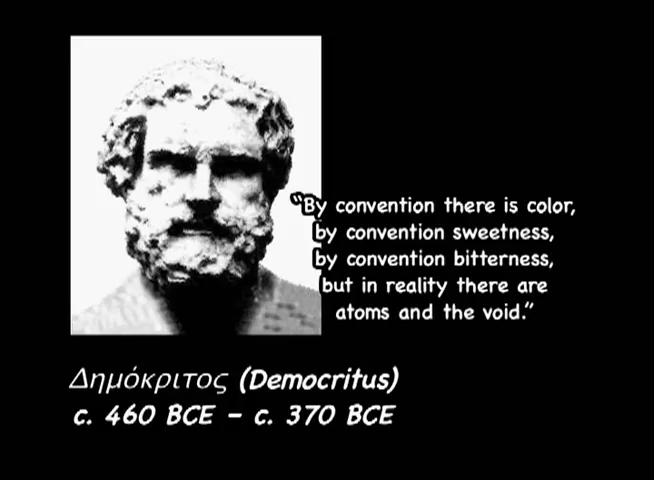 “By convention there is color,
by convention sweetness,
by convention bitterness,
but in reality there are
atoms and the void.”
Δημόκριτος (Democritus)
c. 460 BCE – c. 370 BCE